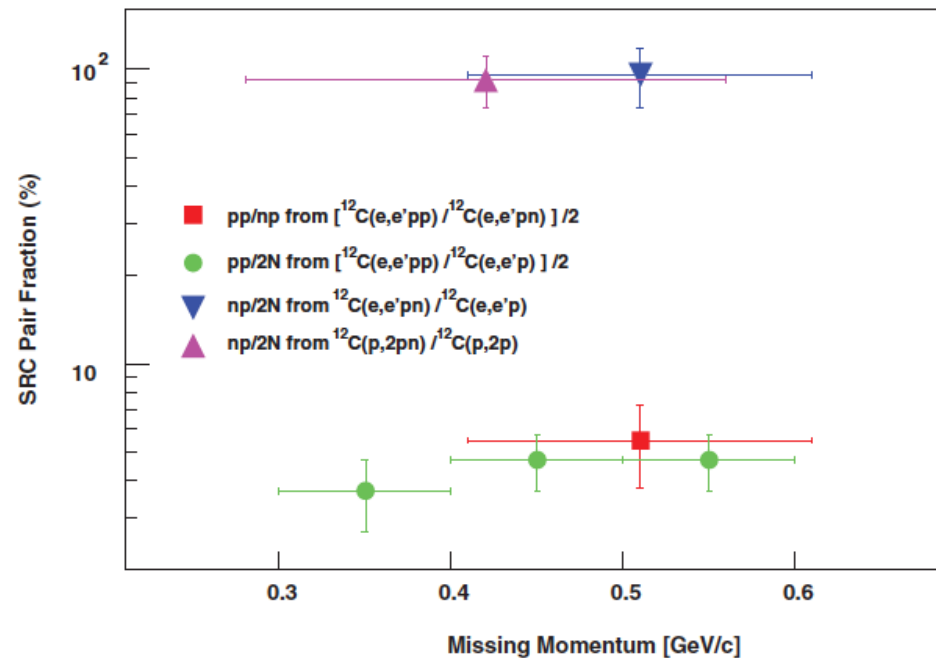 10²
10
SRC Pair Fraction (%)
pp/np from [¹²C(e,e'pp) /¹²C(e,e'pn) ] /2
pp/2N from [¹²C(e,e'pp) /¹²C(e,e'p) ] /2
np/2N from ¹²C(e,e'pn) /¹²C(e,e'p)
np/2N from ¹²C(p,2pn) /¹²C(p,2p)
0.3 0.4 0.5 0.6
Missing Momentum [GeV/c]